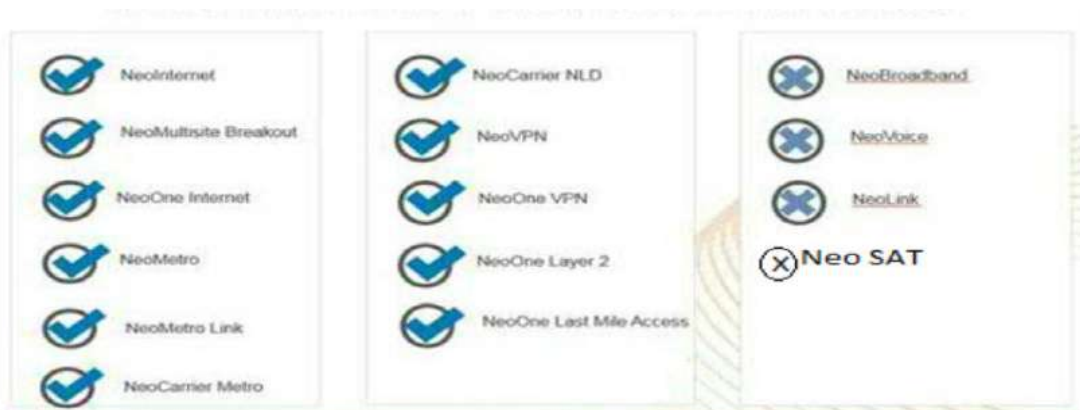 NeoInternet
NeoMultisite Breakout
NeoOne Internet
NeoMetro
NeoMetro Link
NeoCarrier Metro
NeoCarrier NLD
NeoVPN
NeoOne VPN
NeoOne Layer 2
NeoOne Last Mile Access
NeoBroadband
NeoVoice
NeoLink
Neo SAT